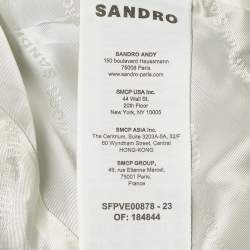 SANDRO
SANDRO ANDY
150 boulevard Haussmann
75008 Paris
www.sandro-paris.com
SMCP USA Inc.
44 Wall St.
20th Floor
New York, NY 10005
SMCP ASIA Inc.
The Centrum, Suite 3203A-5A, 32/F
60 Wyndham Street, Central
HONG-KONG
SMCP GROUP,
49, rue Etienne Marcel,
75001 Paris,
France
SFPVE00878 - 23
OF: 184844